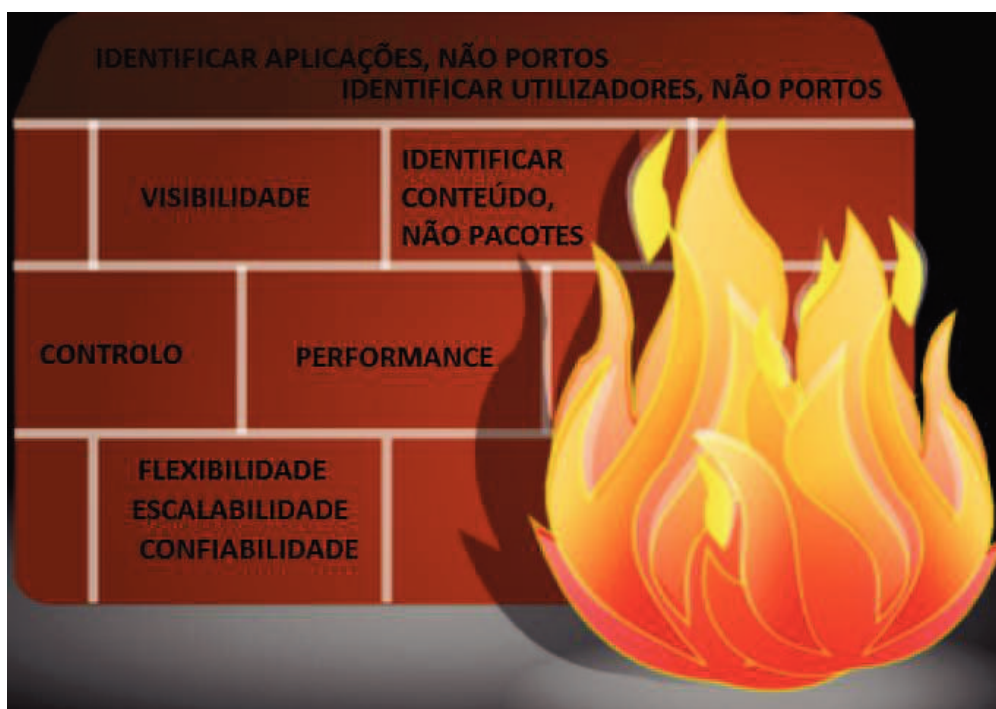 IDENTIFICAR APLICAÇÕES, NÃO PORTOS
IDENTIFICAR UTILIZADORES, NÃO PORTOS
VISIBILIDADE
IDENTIFICAR
CONTEÚDO,
NÃO PACOTES
CONTROLO
PERFORMANCE
FLEXIBILIDADE
ESCALABILIDADE
CONFIABILIDADE